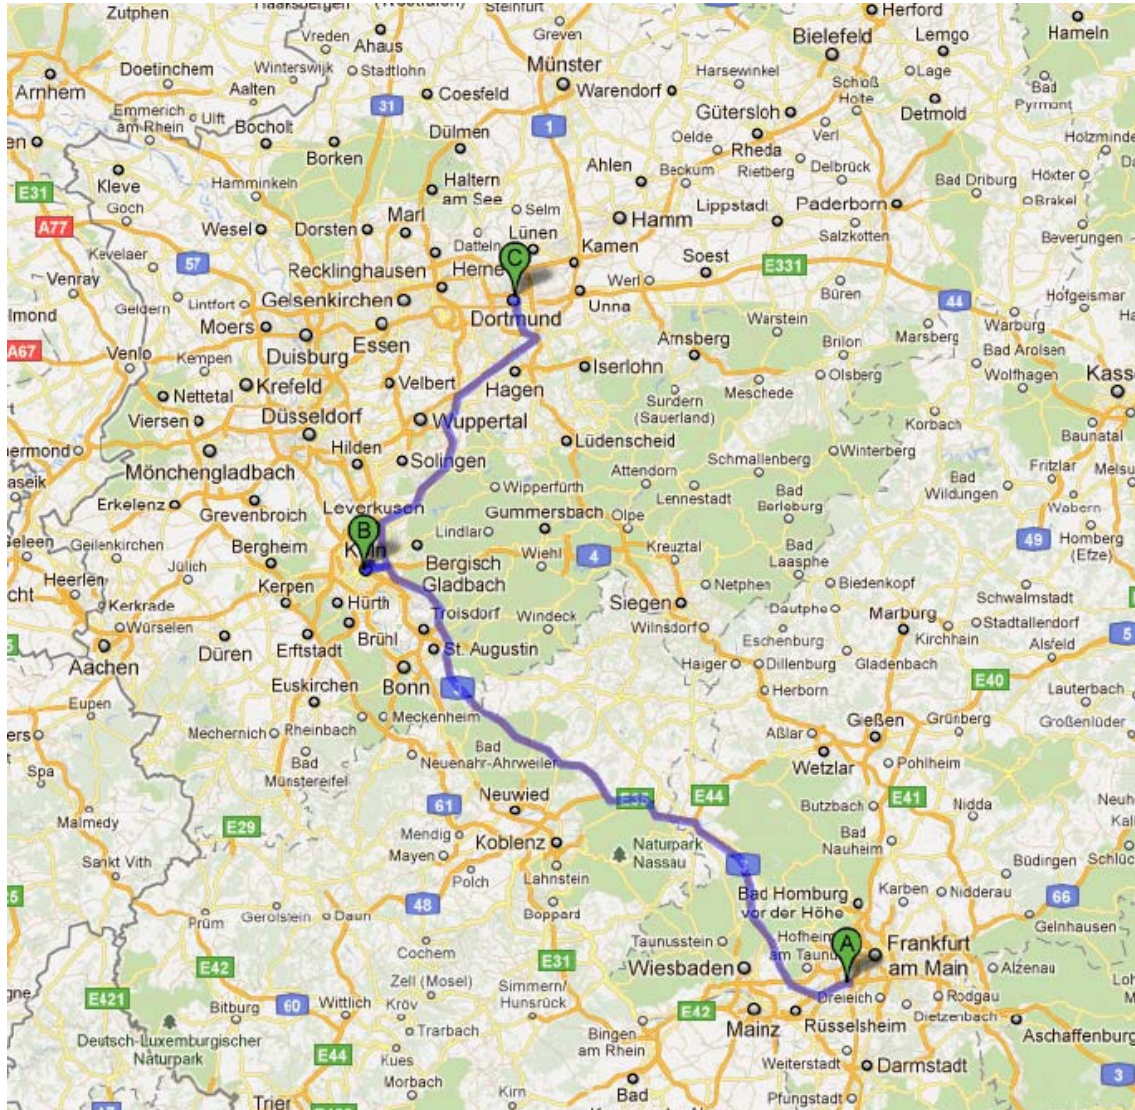 Zutphen
Steinfurt
Herford
Vreden
Ahaus
Greven
Bielefeld
Lemgo
Hameln
Doetinchem
Winterswijk
Stadtlohn
Münster
Harsewinkel
Schloß
Holte
Lage
Bad
Pyrmont
Arnhem
Aalten
31
Coesfeld
Warendorf
Gütersloh
Detmold
Emmerich
am Rhein
Ulft
Bocholt
Dülmen
1
Oelde
Verl
Holzminde
Borken
Rheda
E31
Kleve
Haltern
am See
Ahlen
Beckum
Rietberg
Delbrück
Bad Driburg
Höxter
Goch
Hamminkeln
Marl
Selm
Hamm
Lippstadt
Paderborn
Brakel
A77
Wesel
Dorsten
Lünen
Salzkotten
Beverungen
Kevelaer
Datteln
Kamen
57
Recklinghausen
Herne
C
Werl
Soest
E331
Venray
Geldern
Lintfort
Gelsenkirchen
Unna
Büren
44
Hofgeismar
Moers
Dortmund
Warstein
Marsberg
Warburg
A67
Venlo
Kempen
Duisburg
Essen
Arnsberg
Brilon
Bad Arolsen
Krefeld
Velbert
Hagen
Iserlohn
Meschede
Olsberg
Wolfhagen
Nettetal
Sundern
(Sauerland)
Viersen
Düsseldorf
Wuppertal
Korbach
Baunatal
Hilden
Lüdenscheid
Winterberg
Mönchengladbach
Solingen
Attendorn
Schmallenberg
Fritzlar
Erkelenz
Grevenbroich
Wipperfürth
Lennestadt
Bad
Berleburg
Bad
Wildungen
Wabern
Leverkusen
Gummersbach
Olpe
Geilenkirchen
Bergheim
B
Köln
Lindlar
49
Homberg
(Efze)
Jülich
Bergisch
Gladbach
Wiehl
4
Kreuztal
Bad
Laasphe
Heerlen
Kerpen
Netphen
Biedenkopf
Schwalmstadt
Kerkrade
Hürth
Troisdorf
Windeck
Siegen
Dautphe
Marburg
Stadtallendorf
Würselen
Brühl
Wilnsdorf
Eschenburg
Kirchhain
5
Aachen
Düren
Erftstadt
St. Augustin
Haiger
Dillenburg
Gladenbach
Alsfeld
Euskirchen
Bonn
Herborn
E40
Lauterbach
Eupen
Meckenheim
Gießen
Grünberg
Großenlüder
Mechernich
Rheinbach
Aßlar
Spa
Bad
Münstereifel
Bad
Neuenahr-Ahrweiler
Wetzlar
Pohlheim
61
Neuwied
E35
E44
Butzbach
E41
Nidda
Malmedy
E29
Mendig
Koblenz
Naturpark
Nassau
Bad
Nauheim
Sankt Vith
Mayen
Lahnstein
Büdingen
Polch
48
Bad Homburg
vor der Höhe
Karben
Nidderau
66
Prüm
Gerolstein
Daun
Boppard
Gelnhausen
Cochem
Taunusstein
Hofheim
am Taunus
A
Frankfurt
am Main
E42
Zell (Mosel)
E31
Wiesbaden
Alzenau
E421
Bitburg
60
Wittlich
Kröv
Simmern/
Hunsrück
E42
Mainz
Dreieich
Rodgau
Rüsselsheim
Dietzenbach
Traben
Trarbach
Bingen
am Rhein
Aschaffenburg
Deutsch-Luxemburgischer
Naturpark
E44
Kues
Weiterstadt
Darmstadt
Morbach
Kirn
Bad
3
Trier
Pfungstadt